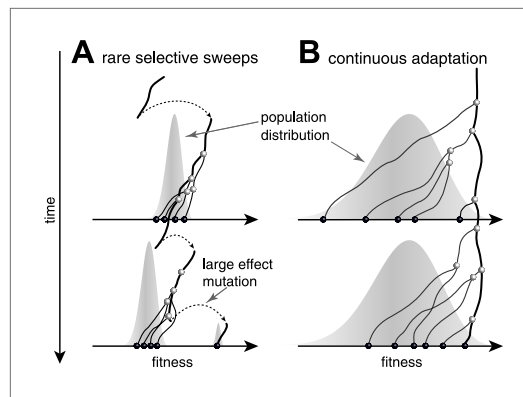 A rare selective sweeps
B continuous adaptation
population
distribution
time
large effect
mutation
fitness
fitness